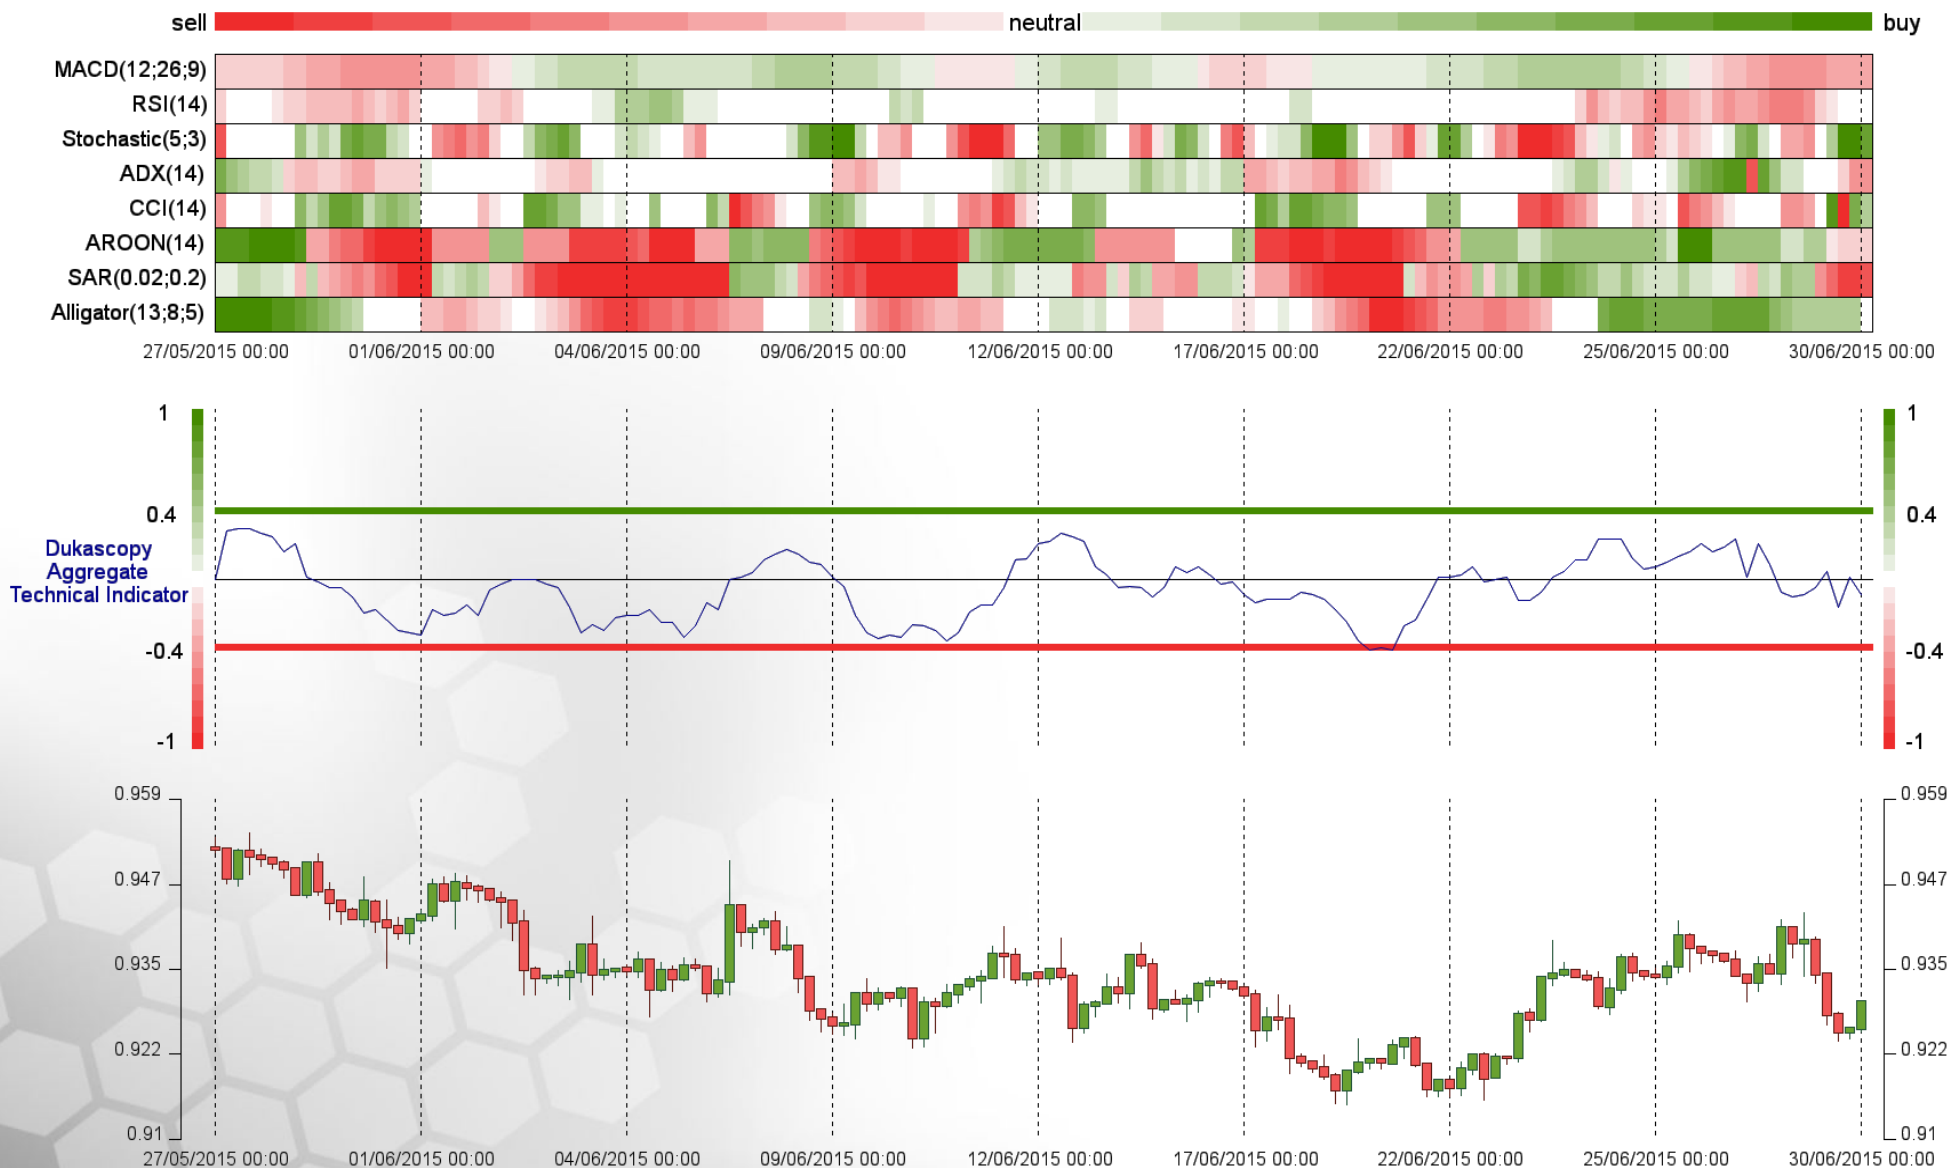 sell neutral buy
MACD(12;26;9)
RSI(14)
Stochastic(5;3)
ADX(14)
CCI(14)
AROON(14)
SAR(0.02;0.2)
Alligator(13;8;5)
27/05/2015 00:00 01/06/2015 00:00 04/06/2015 00:00 09/06/2015 00:00 12/06/2015 00:00 17/06/2015 00:00 22/06/2015 00:00 25/06/2015 00:00 30/06/2015 00:00
1 1
0.4 0.4
Dukascopy
Aggregate
Technical Indicator
-0.4 -0.4
-1 -1
0.959 0.959
0.947 0.947
0.935 0.935
0.922 0.922
0.91 0.91
27/05/2015 00:00 01/06/2015 00:00 04/06/2015 00:00 09/06/2015 00:00 12/06/2015 00:00 17/06/2015 00:00 22/06/2015 00:00 25/06/2015 00:00 30/06/2015 00:00